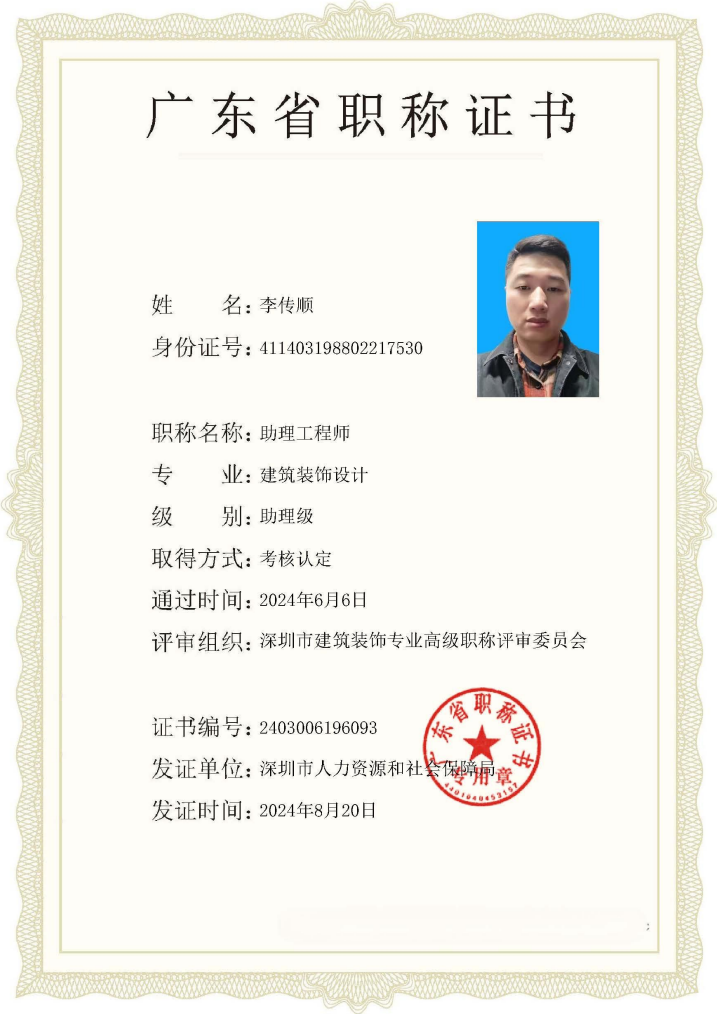 广东省职称证书
姓名：李传顺
身份证号：411403198802217530
职称名称：助理工程师
专业：建筑装饰设计
级别：助理级
取得方式：考核认定
通过时间：2024年6月6日
评审组织：深圳市建筑装饰专业高级职称评审委员会
证书编号：2403006196093
发证单位：深圳市人力资源和社会保障局
发证时间：2024年8月20日
广东省职称证书
专用章
4401040453157